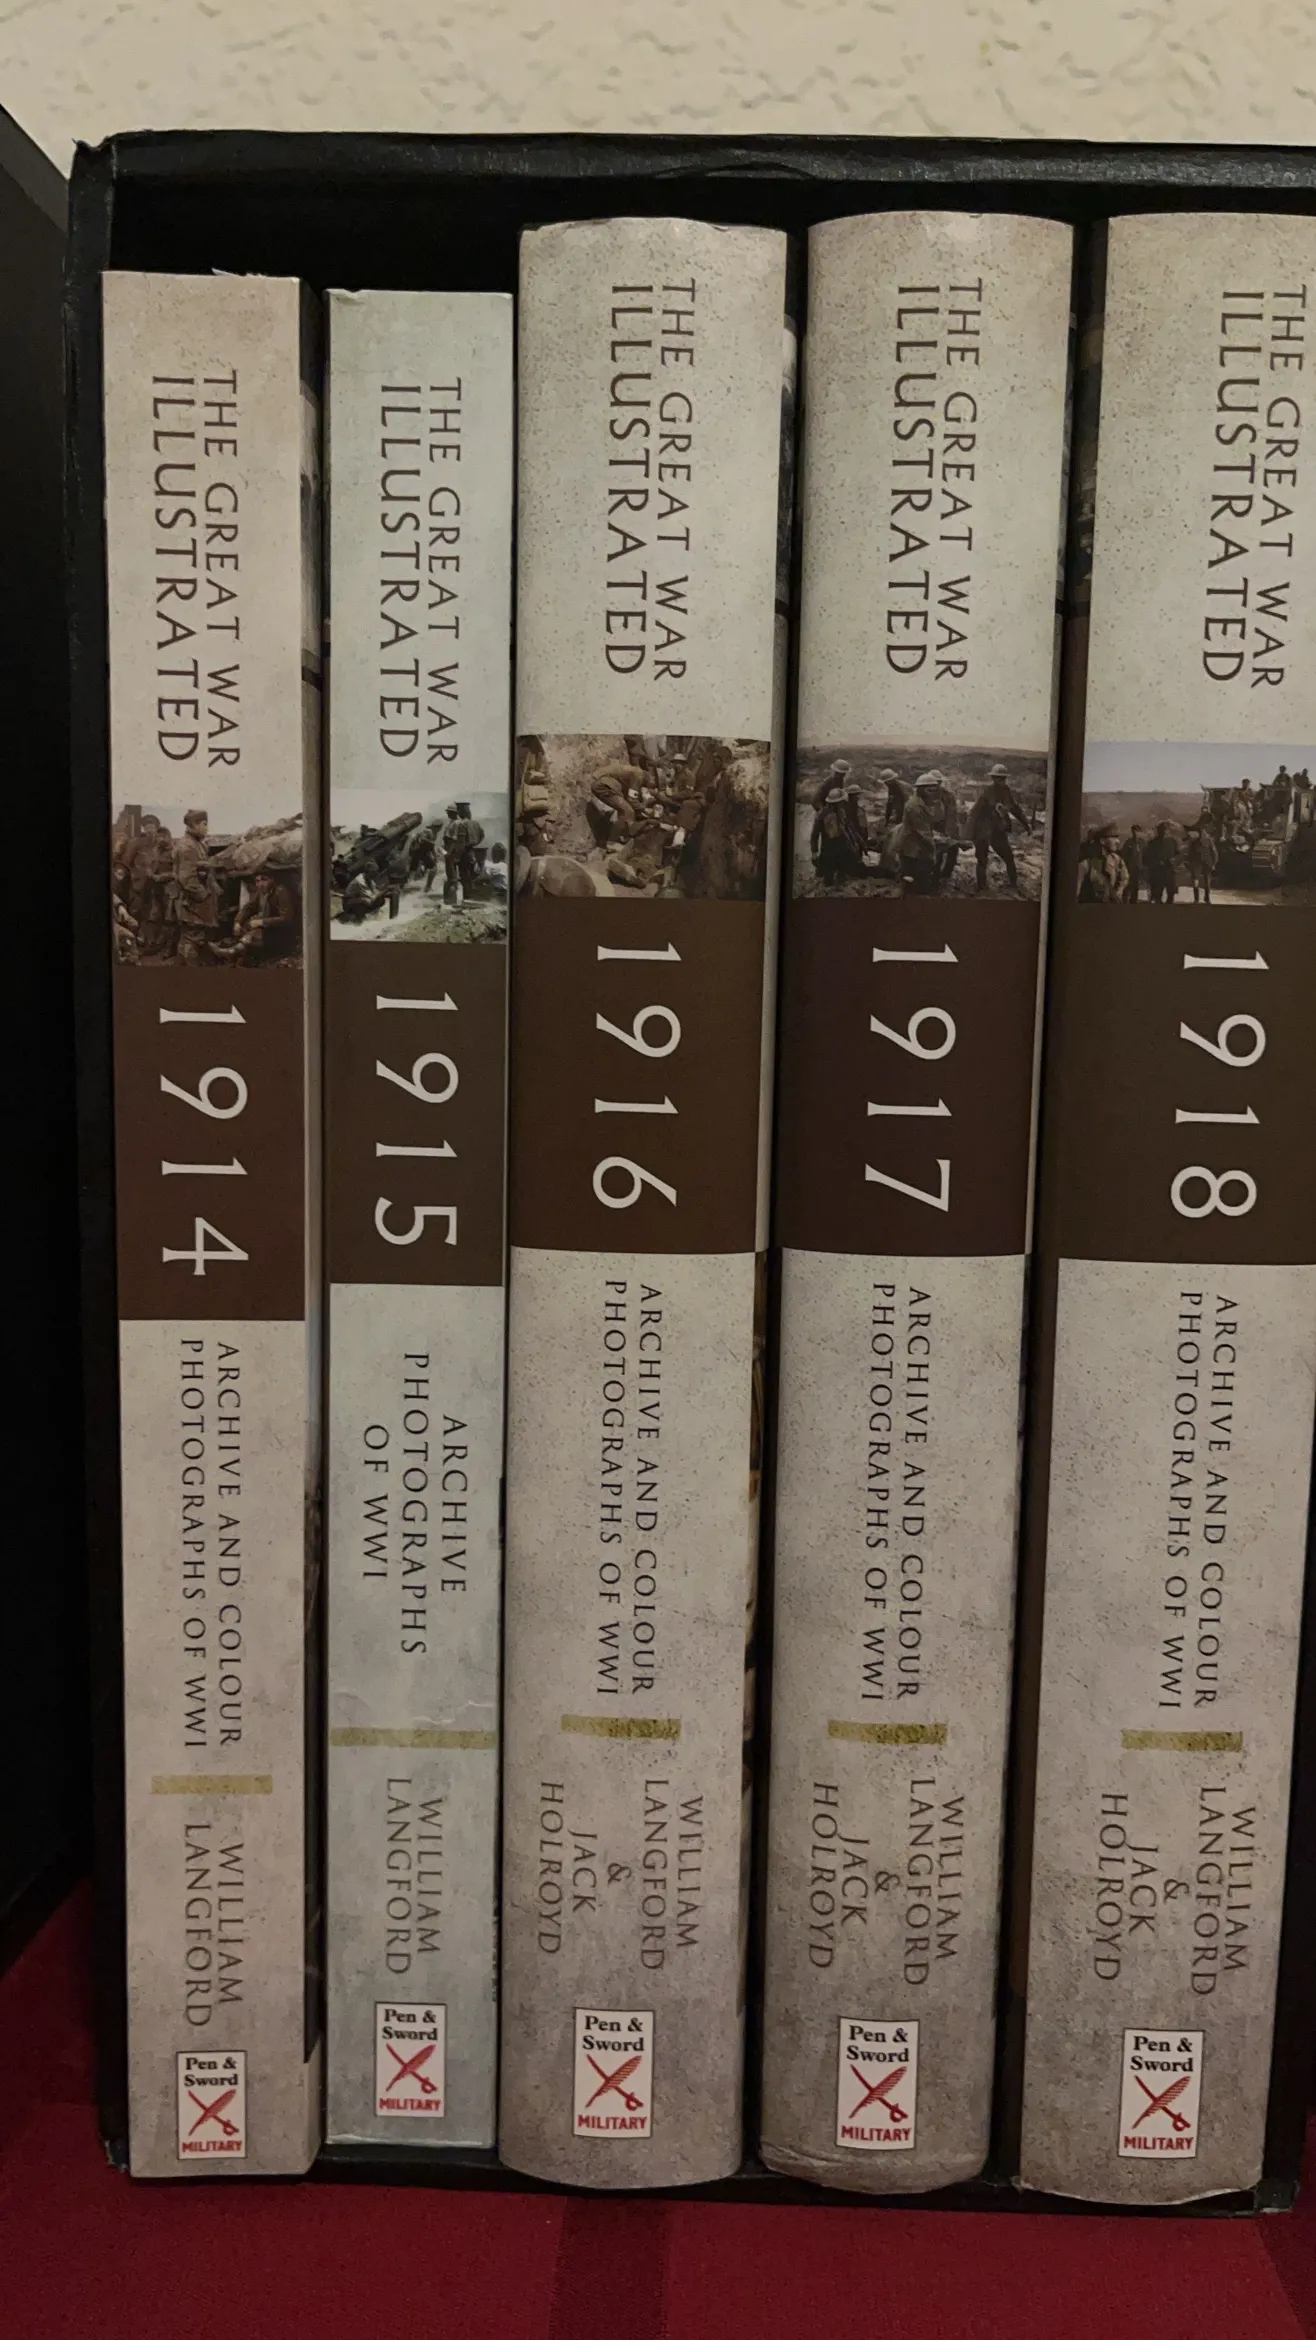 THE GREAT WAR
ILLUSTRATED
1914
ARCHIVE AND COLOUR
PHOTOGRAPHS OF WWI
WILLIAM
LANGFORD
Pen &
Sword
MILITARY
THE GREAT WAR
ILLUSTRATED
1915
ARCHIVE
PHOTOGRAPHS
OF WWI
WILLIAM
LANGFORD
Pen &
Sword
MILITARY
THE GREAT WAR
ILLUSTRATED
1916
ARCHIVE AND COLOUR
PHOTOGRAPHS OF WWI
WILLIAM
LANGFORD
&
JACK
HOLROYD
Pen &
Sword
MILITARY
THE GREAT WAR
ILLUSTRATED
1917
ARCHIVE AND COLOUR
PHOTOGRAPHS OF WWI
WILLIAM
LANGFORD
&
JACK
HOLROYD
Pen &
Sword
MILITARY
THE GREAT WAR
ILLUSTRATED
1918
ARCHIVE AND COLOUR
PHOTOGRAPHS OF WWI
WILLIAM
LANGFORD
&
JACK
HOLROYD
Pen &
Sword
MILITARY